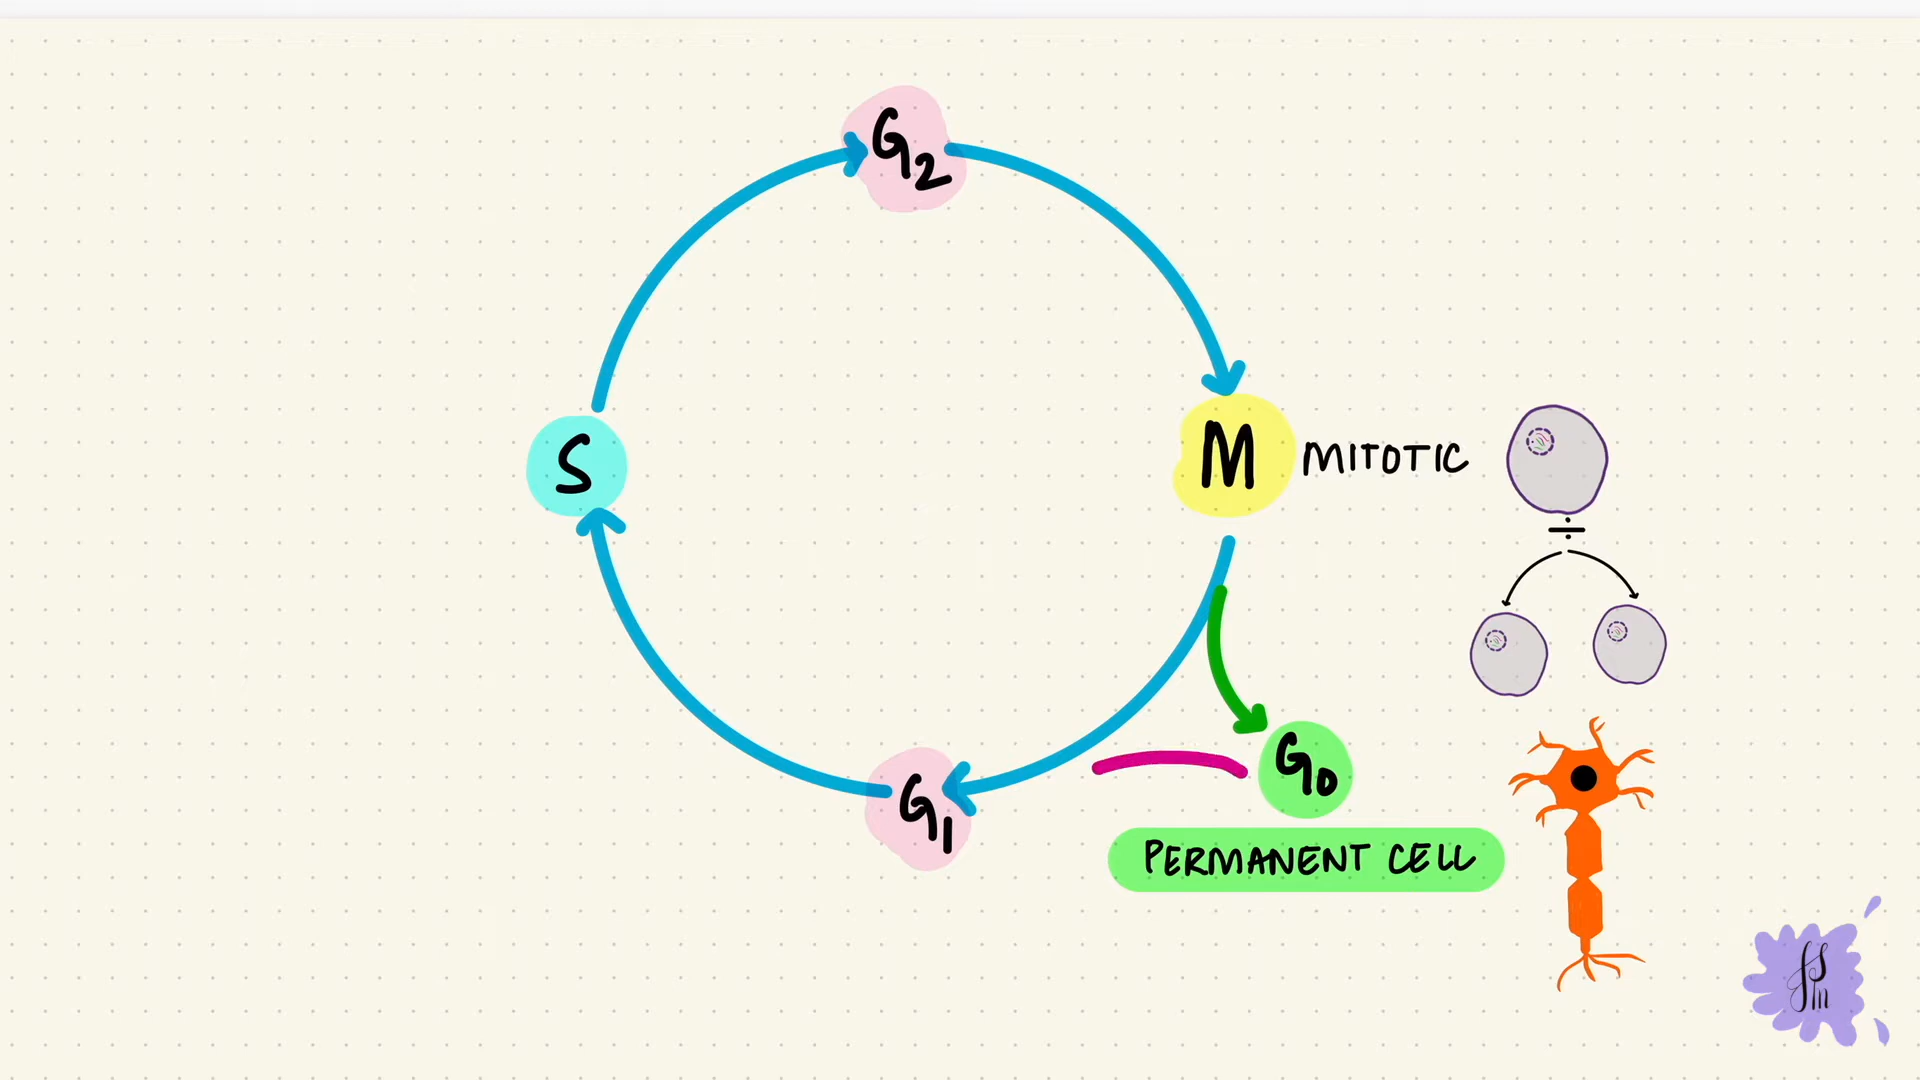 G2
S
M MITOTIC
÷
G0
G1
PERMANENT CELL